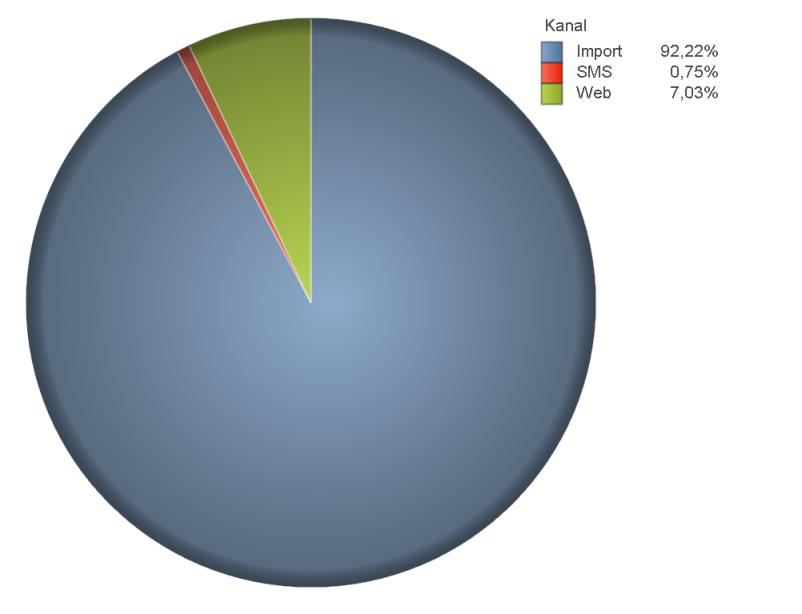 Kanal
Import 92,22%
SMS 0,75%
Web 7,03%